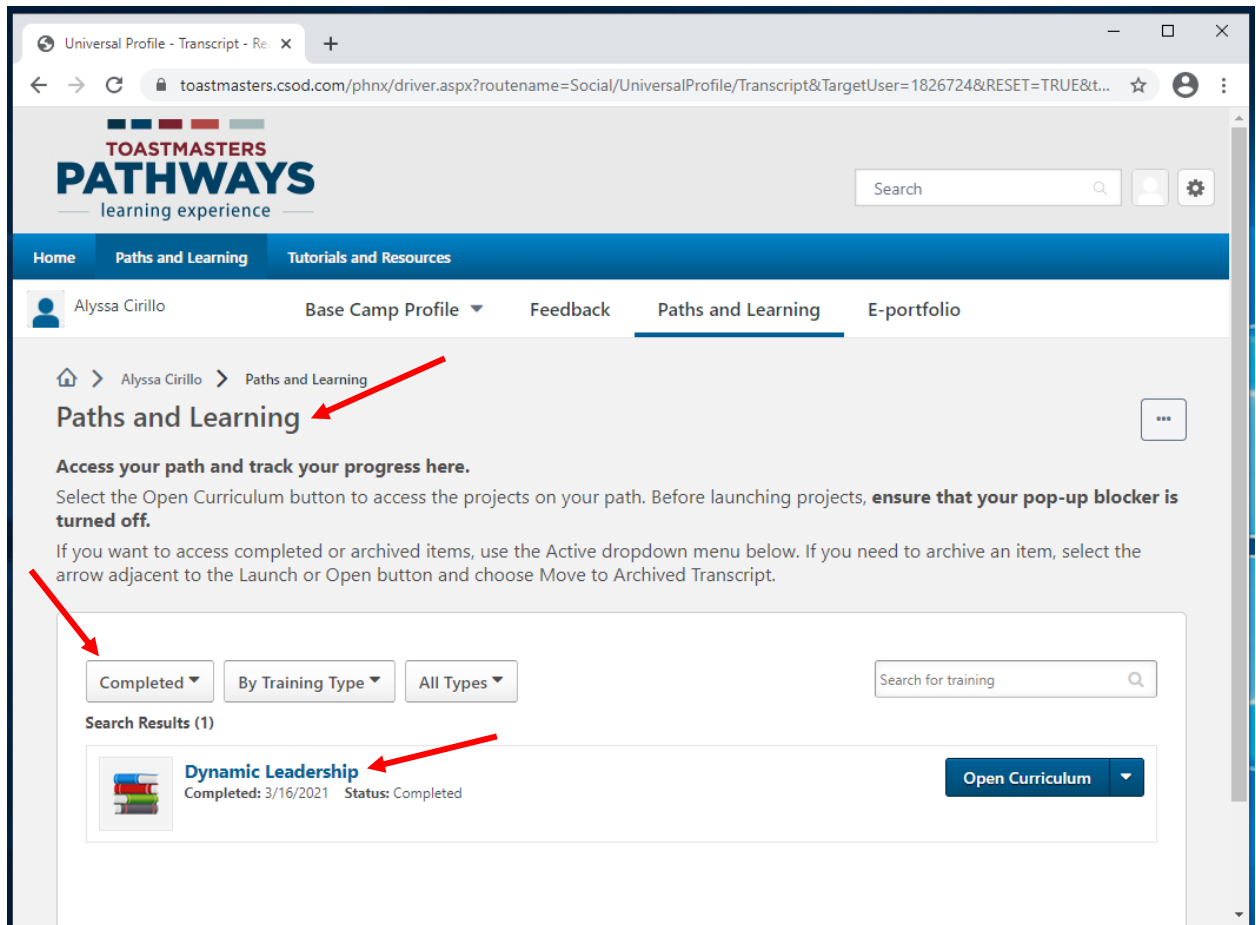 Universal Profile - Transcript - Re
toastmasters.csod.com/phnx/driver.aspx?routename=Social/UniversalProfile/Transcript&TargetUser=1826724&RESET=TRUE&t...
TOASTMASTERS
PATHWAYS
learning experience
Search
Home Paths and Learning Tutorials and Resources
Alyssa Cirillo Base Camp Profile Feedback Paths and Learning E-portfolio
Alyssa Cirillo Paths and Learning
Paths and Learning
...
Access your path and track your progress here.
Select the Open Curriculum button to access the projects on your path. Before launching projects, ensure that your pop-up blocker is
turned off.
If you want to access completed or archived items, use the Active dropdown menu below. If you need to archive an item, select the
arrow adjacent to the Launch or Open button and choose Move to Archived Transcript.
Completed By Training Type All Types Search for training
Search Results (1)
Dynamic Leadership
Completed: 3/16/2021 Status: Completed
Open Curriculum